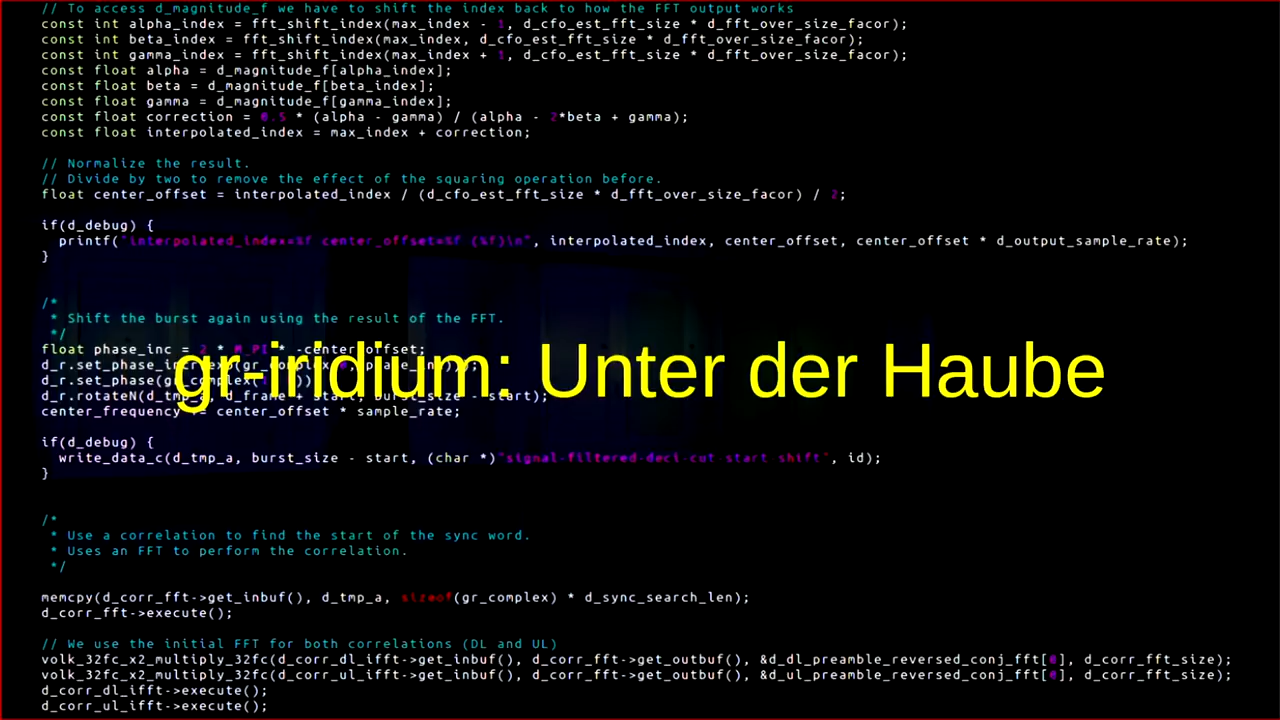 // To access d_magnitude_f we have to shift the index back to how the FFT output works
const int alpha_index = fft_shift_index(max_index - 1, d_cfo_est_fft_size * d_fft_over_size_facor);
const int beta_index = fft_shift_index(max_index, d_cfo_est_fft_size * d_fft_over_size_facor);
const int gamma_index = fft_shift_index(max_index + 1, d_cfo_est_fft_size * d_fft_over_size_facor);
const float alpha = d_magnitude_f[alpha_index];
const float beta = d_magnitude_f[beta_index];
const float gamma = d_magnitude_f[gamma_index];
const float correction = 0.5 * (alpha - gamma) / (alpha - 2*beta + gamma);
const float interpolated_index = max_index + correction;
// Normalize the result.
// Divide by two to remove the effect of the squaring operation before.
float center_offset = interpolated_index / (d_cfo_est_fft_size * d_fft_over_size_facor) / 2;
if(d_debug) {
printf("interpolated_index=%f center_offset=%f (%f)\n", interpolated_index, center_offset, center_offset * d_output_sample_rate);
}
/*
* Shift the burst again using the result of the FFT.
*/
float phase_inc = 2 * M_PI * -center_offset;
gr-iridium: Unter der Haube
d_r.set_phase(gr_complex(
d_r.rotateN(d_tmp_a, d_frame + start, burst_size - start);
center_frequency += center_offset * sample_rate;
if(d_debug) {
write_data_c(d_tmp_a, burst_size - start, (char *)"signal-filtered-deci-cut-start-shift", id);
}
/*
* Use a correlation to find the start of the sync word.
* Uses an FFT to perform the correlation.
*/
memcpy(d_corr_fft->get_inbuf(), d_tmp_a, sizeof(gr_complex) * d_sync_search_len);
d_corr_fft->execute();
// We use the initial FFT for both correlations (DL and UL)
volk_32fc_x2_multiply_32fc(d_corr_dl_ifft->get_inbuf(), d_corr_fft->get_outbuf(), &d_dl_preamble_reversed_conj_fft[0], d_corr_fft_size);
volk_32fc_x2_multiply_32fc(d_corr_ul_ifft->get_inbuf(), d_corr_fft->get_outbuf(), &d_ul_preamble_reversed_conj_fft[0], d_corr_fft_size);
d_corr_dl_ifft->execute();
d_corr_ul_ifft->execute();